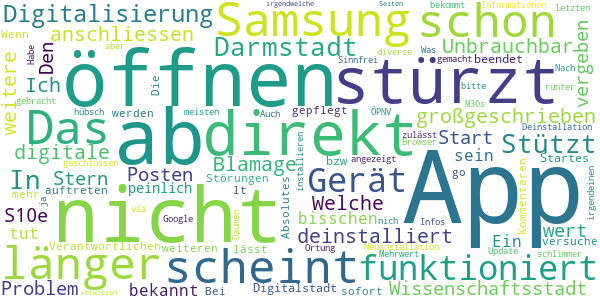 irgendwelche bekommt Seiten Informationen letzten
Digitalisierung Samsung schon
Wenn anschliessen aber Habe Den
weitere Ich Die Darmstadt diverse Was Unbrauchbar
Sinnfrei gemacht beendet Nach vergeben
öffnen stürzt
gebracht hübsch meisten Auch gepflegt ÖPNV bitte M30s runter
Das werden großgeschrieben
ab direkt
zulässt Browser Deinstallation
digitale geschlossen Blamage installieren angezeigt Start Stützt
In Stern Posten Störungen bzw Gerät sein go Startes
auftreten peinlich lt Absolutes Welche Ein Kommentaren irgendeinen
mehr nicht App
S10e ja via Google Daumen bisschen nich Infos wert
tut Verantwortlichen weiteren lässt deinstalliert Update versuche
länger scheint Ortung Neuinstallation Mehrwert schlimmer
funktioniert
Problem bekannt Bei Digitalstadt sofort Wissenschaftsstadt
vermiesen